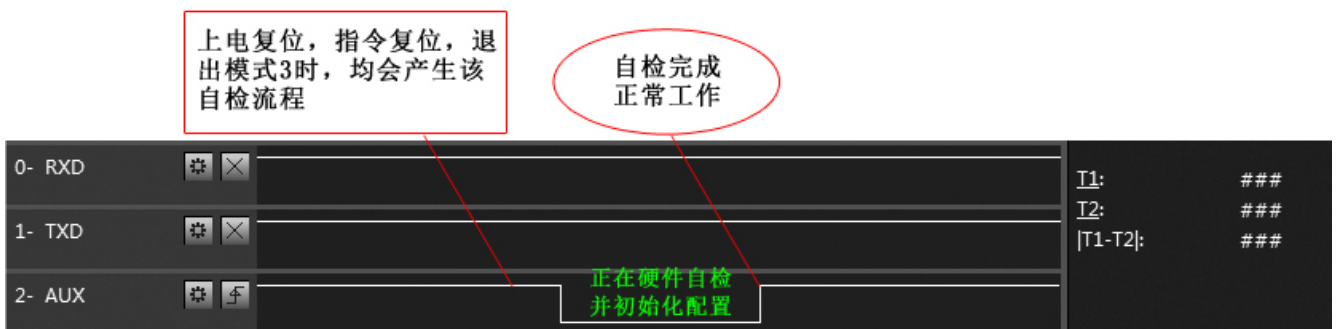 上电复位，指令复位，退
出模式3时，均会产生该
自检流程
自检完成
正常工作
0- RXD
1- TXD
2- AUX
正在硬件自检
并初始化配置
T1: ###
T2: ###
|T1-T2|: ###